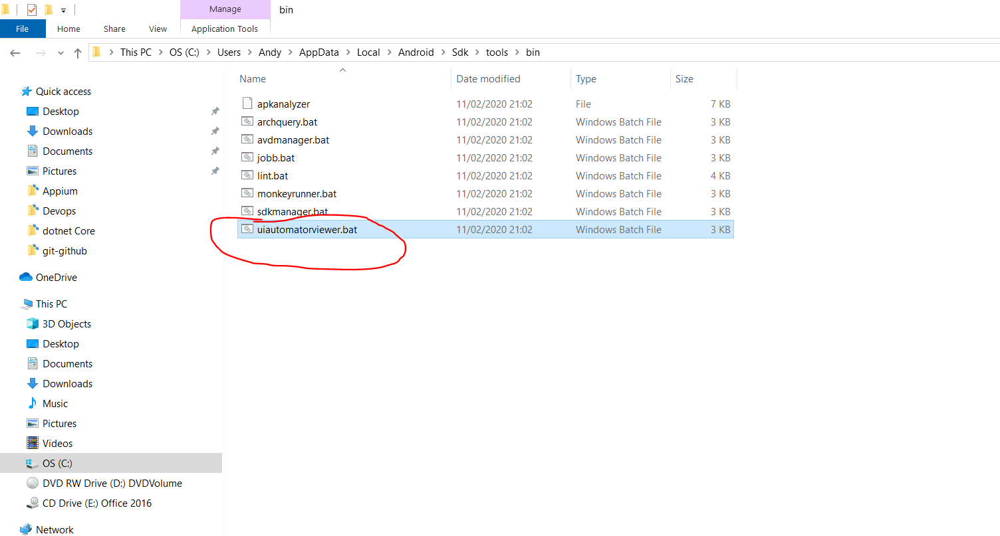 Manage
bin
File
Home
Share
View
Application Tools
This PC
OS (C:)
Users
Andy
AppData
Local
Android
Sdk
tools
bin
Name
Date modified
Type
Size
Quick access
Desktop
Downloads
Documents
Pictures
Appium
Devops
dotnet Core
git-github
OneDrive
This PC
3D Objects
Desktop
Documents
Downloads
Music
Pictures
Videos
OS (C:)
DVD RW Drive (D:) DVDVolume
CD Drive (E:) Office 2016
Network
apkanalyzer 11/02/2020 21:02 File 7 KB
archquery.bat 11/02/2020 21:02 Windows Batch File 3 KB
avdmanager.bat 11/02/2020 21:02 Windows Batch File 3 KB
jobb.bat 11/02/2020 21:02 Windows Batch File 3 KB
lint.bat 11/02/2020 21:02 Windows Batch File 4 KB
monkeyrunner.bat 11/02/2020 21:02 Windows Batch File 3 KB
sdkmanager.bat 11/02/2020 21:02 Windows Batch File 3 KB
uiautomatorviewer.bat 11/02/2020 21:02 Windows Batch File 3 KB